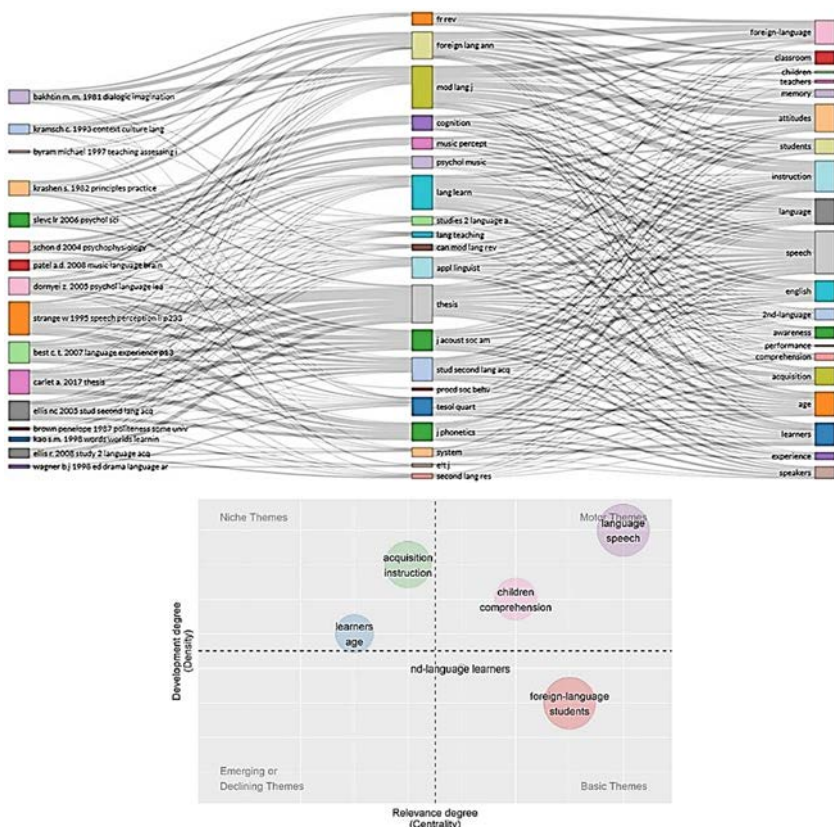 bakhtin m. m. 1981 dialogic imagination
kramsch c. 1993 context culture lang
byram michael 1997 teaching assessing i
krashen s. 1982 principles practice
slevc lr 2006 psychol sci
schon d 2004 psychophysiology
patel a.d. 2008 music language brain
dornyei z. 2005 psychol language lea
strange w 1995 speech perception li p233
best c. t. 2007 language experience p13
carlet a. 2017 thesis
ellis nc 2005 stud second lang acq
brown penelope 1987 politeness some univ
kao s.m. 1998 words worlds learnin
ellis r. 2008 study 2 language acq
wagner b.j 1998 ed drama language ar
fr rev
foreign lang ann
mod lang j
cognition
music percept
psychol music
lang learn
studies 2 language a
lang teaching
can mod lang rev
appl linguist
thesis
j acoust soc am
stud second lang acq
procd soc behv
tesol quart
j phonetics
system
elt j
second lang res
foreign-language
classroom
children
teachers
memory
attitudes
students
instruction
language
speech
english
2nd-language
awareness
performance
comprehension
acquisition
age
learners
experience
speakers
Niche Themes
Motor Themes
language
speech
acquisition
instruction
children
comprehension
learners
age
nd-language learners
foreign-language
students
Emerging or
Declining Themes
Basic Themes
Development degree
(Density)
Relevance degree
(Centrality)